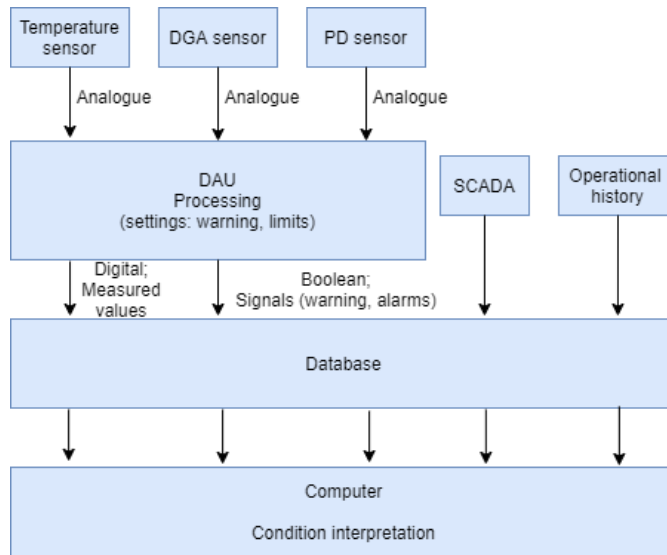 Temperature
sensor
DGA sensor
PD sensor
Analogue
Analogue
Analogue
DAU
Processing
(settings: warning, limits)
SCADA
Operational
history
Digital;
Measured
values
Boolean;
Signals (warning, alarms)
Database
Computer
Condition interpretation